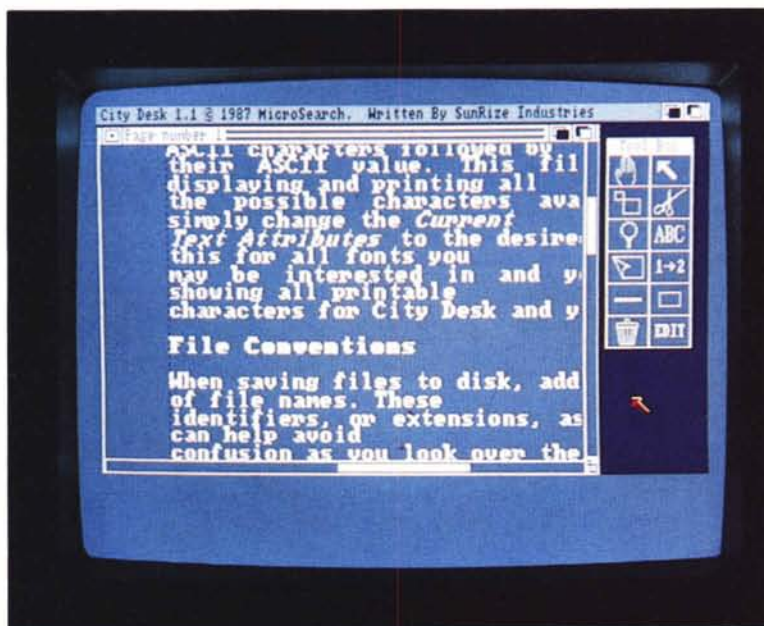 City Desk 1.1 © 1987 MicroSearch. Written By SunRize Industries
Page number 1
ASCII characters followed by
their ASCII value. This fil
displaying and printing all
the possible characters ava
simply change the Current
Text Attributes to the desire
this for all fonts you
may be interested in and y
showing all printable
characters for City Desk and y
File Conventions
When saving files to disk, add
of file names. These
identifiers, or extensions, as
can help avoid
confusion as you look over the
Tool Box
ABC
1→2
EDIT